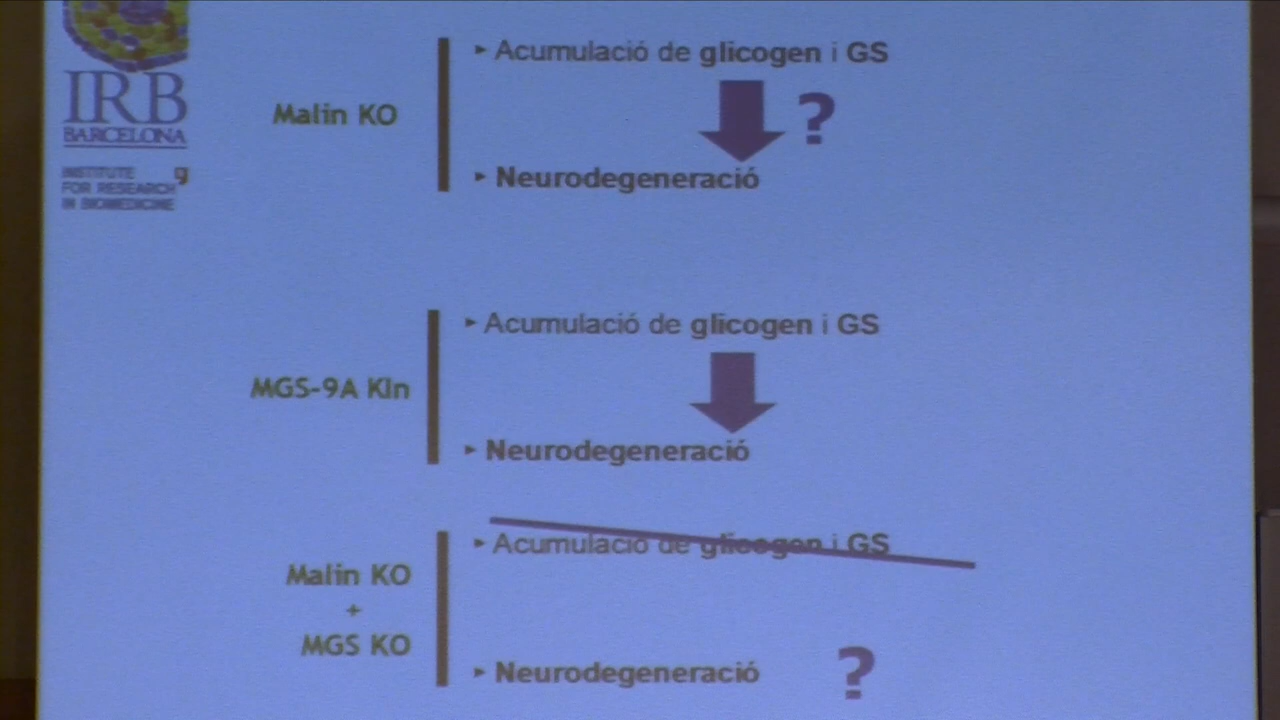 IRB
BARCELONA
INSTITUTE
FOR RESEARCH
IN BIOMEDICINE
Malin KO
▸ Acumulació de glicogen i GS
?
▸ Neurodegeneració
MGS-9A KIn
▸ Acumulació de glicogen i GS
▸ Neurodegeneració
Malin KO
+
MGS KO
▸ Acumulació de glicogen i GS
▸ Neurodegeneració ?